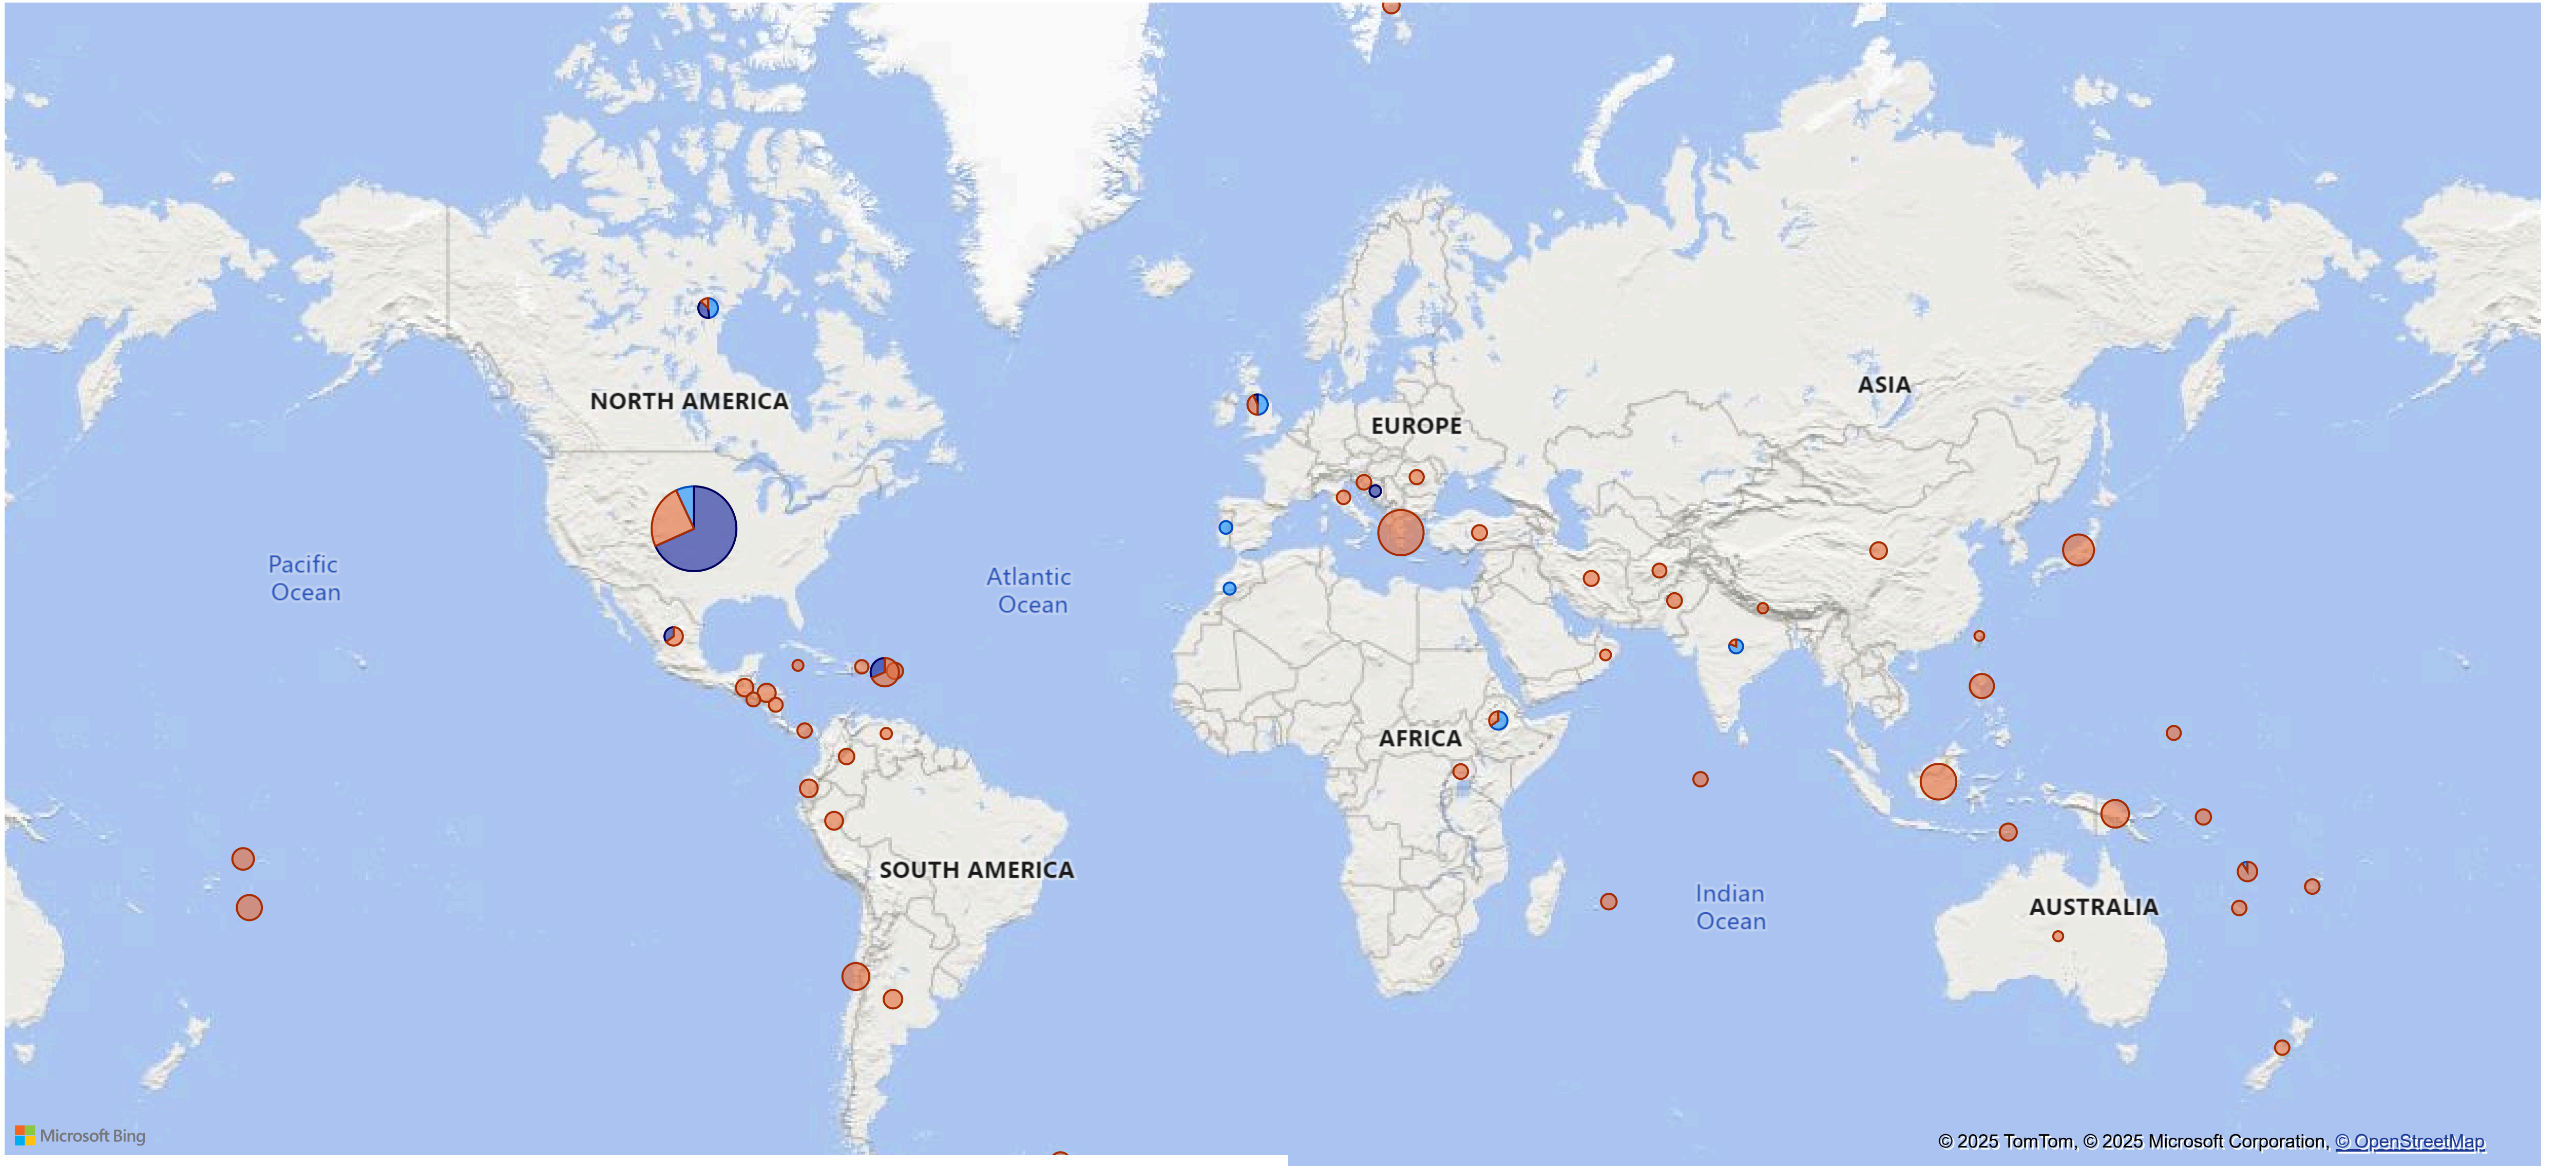 NORTH AMERICA
ASIA
EUROPE
Pacific
Ocean
Atlantic
Ocean
AFRICA
SOUTH AMERICA
Indian
Ocean
AUSTRALIA
Microsoft Bing
© 2025 TomTom, © 2025 Microsoft Corporation, © OpenStreetMap